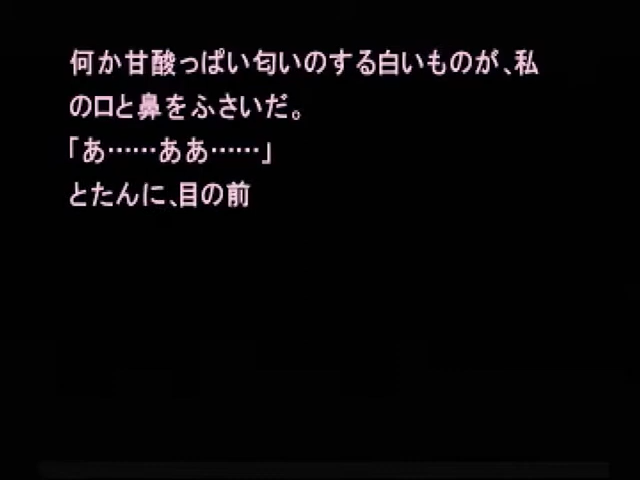 何か甘酸っぱい匂いのする白いものが、私
の口と鼻をふさいだ。
「あ……ああ……」
とたんに、目の前